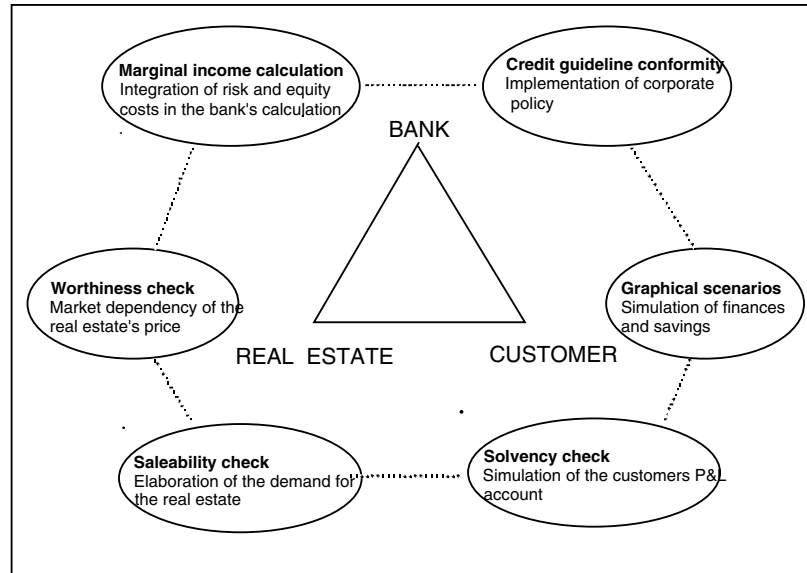 Marginal income calculation
Integration of risk and equity
costs in the bank's calculation
Credit guideline conformity
Implementation of corporate
policy
BANK
Worthiness check
Market dependency of the
real estate's price
Graphical scenarios
Simulation of finances
and savings
REAL ESTATE
CUSTOMER
Saleability check
Elaboration of the demand for
the real estate
Solvency check
Simulation of the customers P&L
account